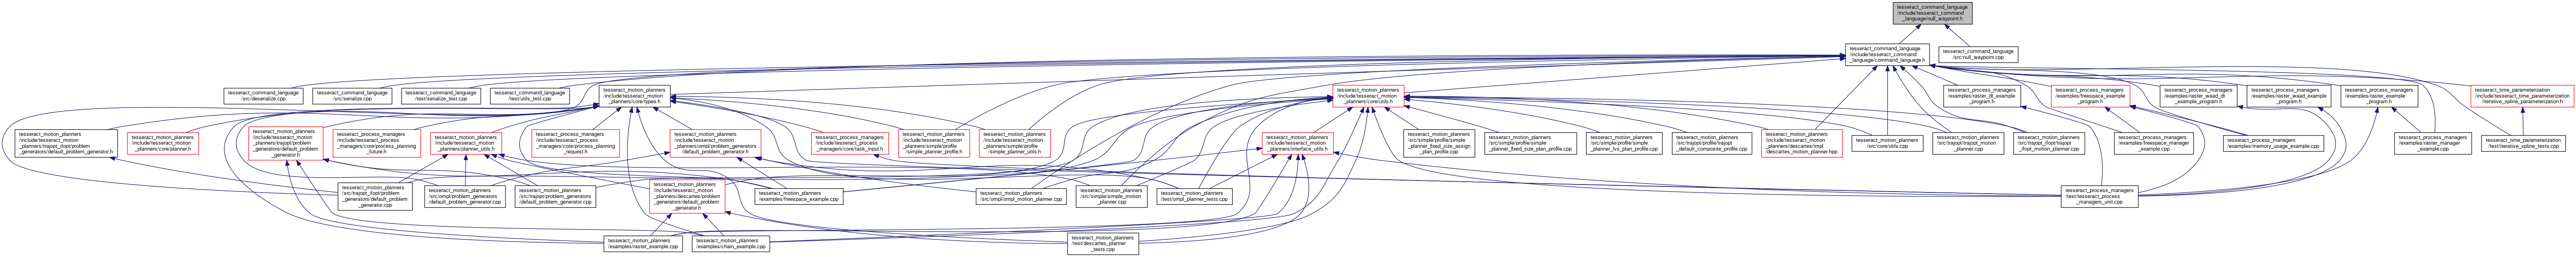 tesseract_command_language
/include/tesseract_command
_language/null_waypoint.h
tesseract_command_language
/include/tesseract_command
_language/command_language.h
tesseract_command_language
/src/null_waypoint.cpp
tesseract_command_language
/src/deserialize.cpp
tesseract_command_language
/src/serialize.cpp
tesseract_command_language
/test/serialize_test.cpp
tesseract_command_language
/test/utils_test.cpp
tesseract_motion_planners
/include/tesseract_motion
_planners/core/types.h
tesseract_motion_planners
/include/tesseract_motion
_planners/core/utils.h
tesseract_process_managers
/examples/raster_dt_example
_program.h
tesseract_process_managers
/examples/freespace_example
_program.h
tesseract_process_managers
/examples/raster_waad_dt
_example_program.h
tesseract_process_managers
/examples/raster_waad_example
_program.h
tesseract_process_managers
/examples/raster_example
_program.h
tesseract_time_parameterization
/include/tesseract_time_parameterization
/iterative_spline_parameterization.h
tesseract_motion_planners
/include/tesseract_motion
_planners/trajopt_ifopt/problem
_generators/default_problem_generator.h
tesseract_motion_planners
/include/tesseract_motion
_planners/core/planner.h
tesseract_motion_planners
/include/tesseract_motion
_planners/trajopt/problem
_generators/default_problem
_generator.h
tesseract_process_managers
/include/tesseract_process
_managers/core/process_planning
_future.h
tesseract_motion_planners
/include/tesseract_motion
_planners/planner_utils.h
tesseract_process_managers
/include/tesseract_process
_managers/core/process_planning
_request.h
tesseract_motion_planners
/include/tesseract_motion
_planners/ompl/problem_generators
/default_problem_generator.h
tesseract_process_managers
/include/tesseract_process
_managers/core/task_input.h
tesseract_motion_planners
/include/tesseract_motion
_planners/simple/profile
/simple_planner_profile.h
tesseract_motion_planners
/include/tesseract_motion
_planners/simple/profile
/simple_planner_utils.h
tesseract_motion_planners
/include/tesseract_motion
_planners/interface_utils.h
tesseract_motion_planners
/src/simple/profile/simple
_planner_fixed_size_assign
_plan_profile.cpp
tesseract_motion_planners
/src/simple/profile/simple
_planner_fixed_size_plan_profile.cpp
tesseract_motion_planners
/src/simple/profile/simple
_planner_lvs_plan_profile.cpp
tesseract_motion_planners
/src/trajopt/profile/trajopt
_default_composite_profile.cpp
tesseract_motion_planners
/include/tesseract_motion
_planners/descartes/impl
/descartes_motion_planner.hpp
tesseract_motion_planners
/src/core/utils.cpp
tesseract_motion_planners
/src/trajopt/trajopt_motion
_planner.cpp
tesseract_motion_planners
/src/trajopt_ifopt/trajopt
_ifopt_motion_planner.cpp
tesseract_process_managers
/examples/freespace_manager
_example.cpp
tesseract_process_managers
/examples/memory_usage_example.cpp
tesseract_process_managers
/examples/raster_manager
_example.cpp
tesseract_time_parameterization
/test/iterative_spline_tests.cpp
tesseract_motion_planners
/src/trajopt_ifopt/problem
_generators/default_problem
_generator.cpp
tesseract_motion_planners
/src/ompl/problem_generators
/default_problem_generator.cpp
tesseract_motion_planners
/src/trajopt/problem_generators
/default_problem_generator.cpp
tesseract_motion_planners
/include/tesseract_motion
_planners/descartes/problem
_generators/default_problem
_generator.h
tesseract_motion_planners
/examples/freespace_example.cpp
tesseract_motion_planners
/src/ompl/ompl_motion_planner.cpp
tesseract_motion_planners
/src/simple/simple_motion
_planner.cpp
tesseract_motion_planners
/test/ompl_planner_tests.cpp
tesseract_process_managers
/test/tesseract_process
_managers_unit.cpp
tesseract_motion_planners
/examples/raster_example.cpp
tesseract_motion_planners
/examples/chain_example.cpp
tesseract_motion_planners
/test/descartes_planner
_tests.cpp